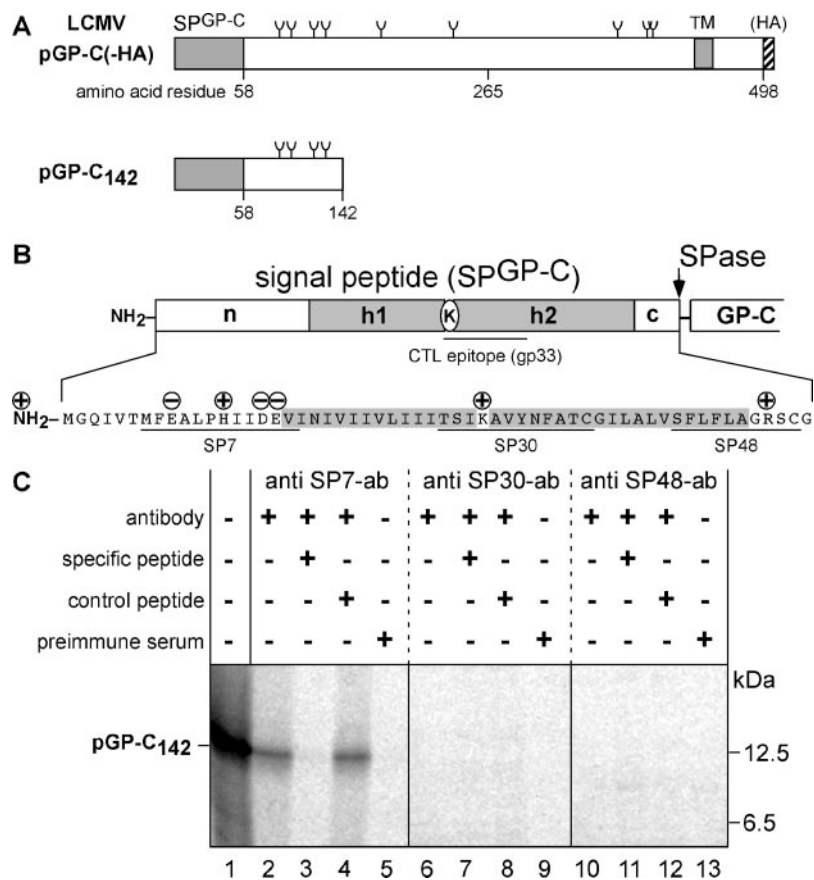 A
LCMV SPGP-C TM (HA)
pGP-C(-HA)
amino acid residue 58 265 498
pGP-C142
58 142
B
signal peptide (SPGP-C) SPase
NH2– n h1 K h2 c GP-C
CTL epitope (gp33)
+ − + − − + +
NH2–MGQIVTMFEALPHIIDEVINIVIIVLIIITSIKAVYNFATCGILALVSFLFLAGRSCG
SP7 SP30 SP48
C
anti SP7-ab anti SP30-ab anti SP48-ab
antibody - + + + - + + + - + + + -
specific peptide - - + - - - + - - - + - -
control peptide - - - + - - - + - - - + -
preimmune serum - - - - + - - - + - - - +
kDa
pGP-C142 12.5
6.5
1 2 3 4 5 6 7 8 9 10 11 12 13